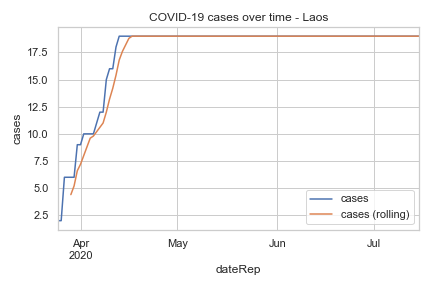 COVID-19 cases over time - Laos
cases
17.5
15.0
12.5
10.0
7.5
5.0
2.5
Apr
2020
May
Jun
Jul
dateRep
cases
cases (rolling)